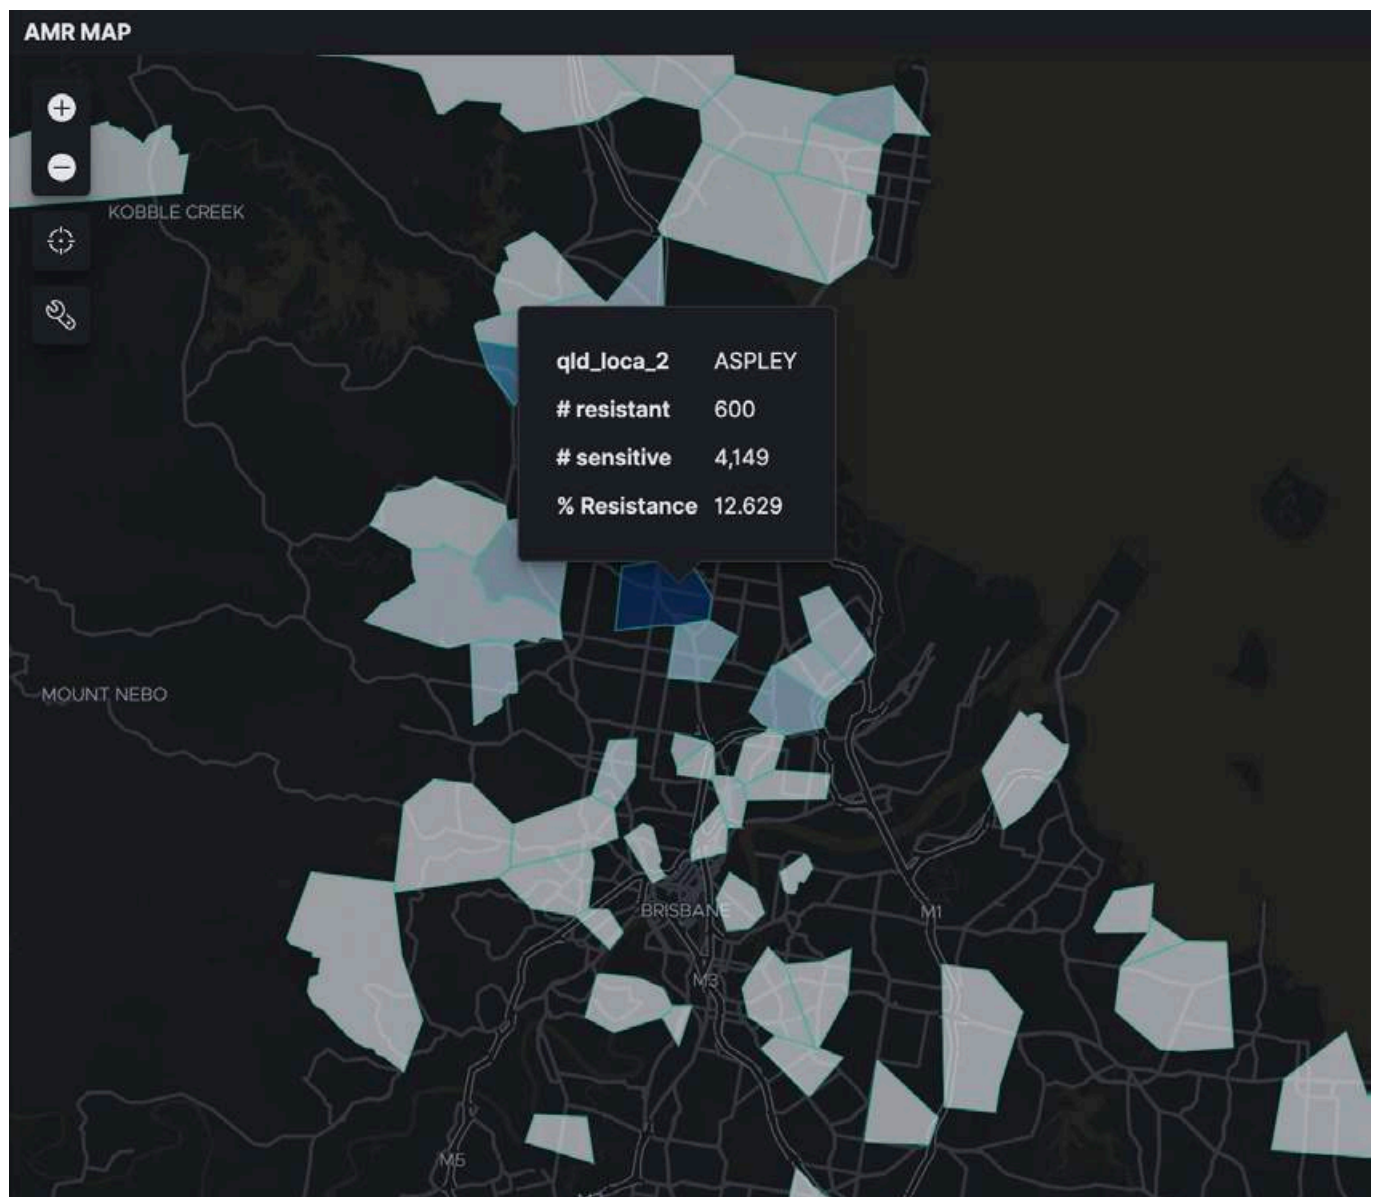 AMR MAP
KOBBLE CREEK
qld_loca_2 ASPLEY
# resistant 600
# sensitive 4,149
% Resistance 12.629
MOUNT NEBO
BRISBANE
M1
M3
M5